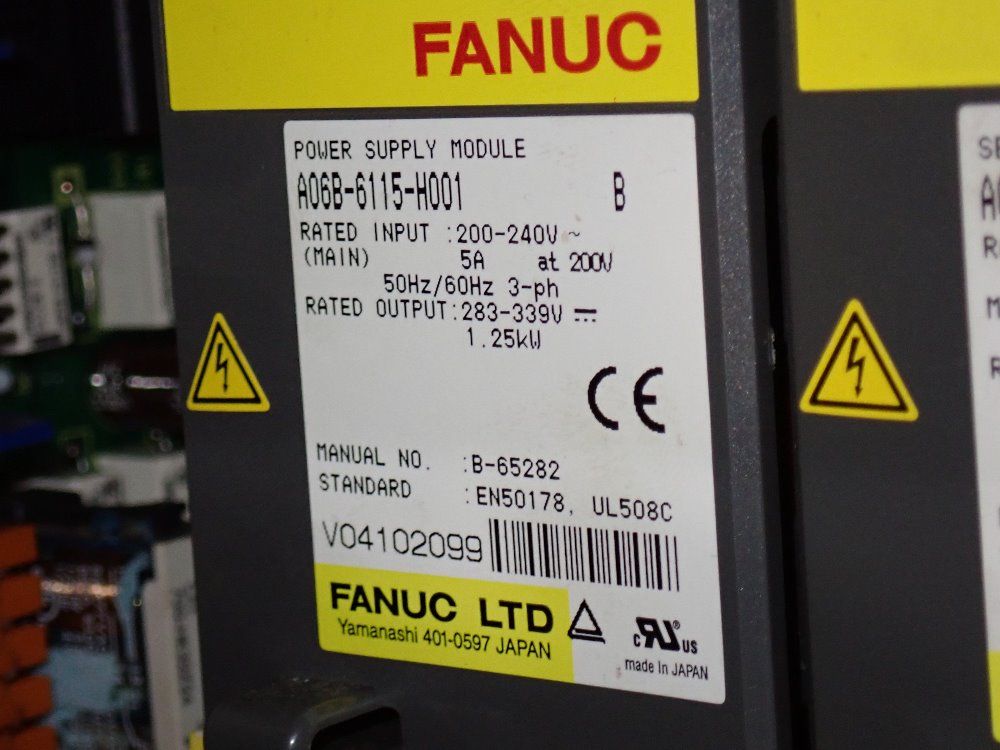 FANUC
POWER SUPPLY MODULE
A06B-6115-H001 B
RATED INPUT :200-240V ~
(MAIN) 5A at 200V
50Hz/60Hz 3-ph
RATED OUTPUT:283-339V ⎓
1.25kW
CE
MANUAL NO. :B-65282
STANDARD :EN50178, UL508C
V04102099
FANUC LTD
Yamanashi 401-0597 JAPAN
c RU® US
made In JAPAN